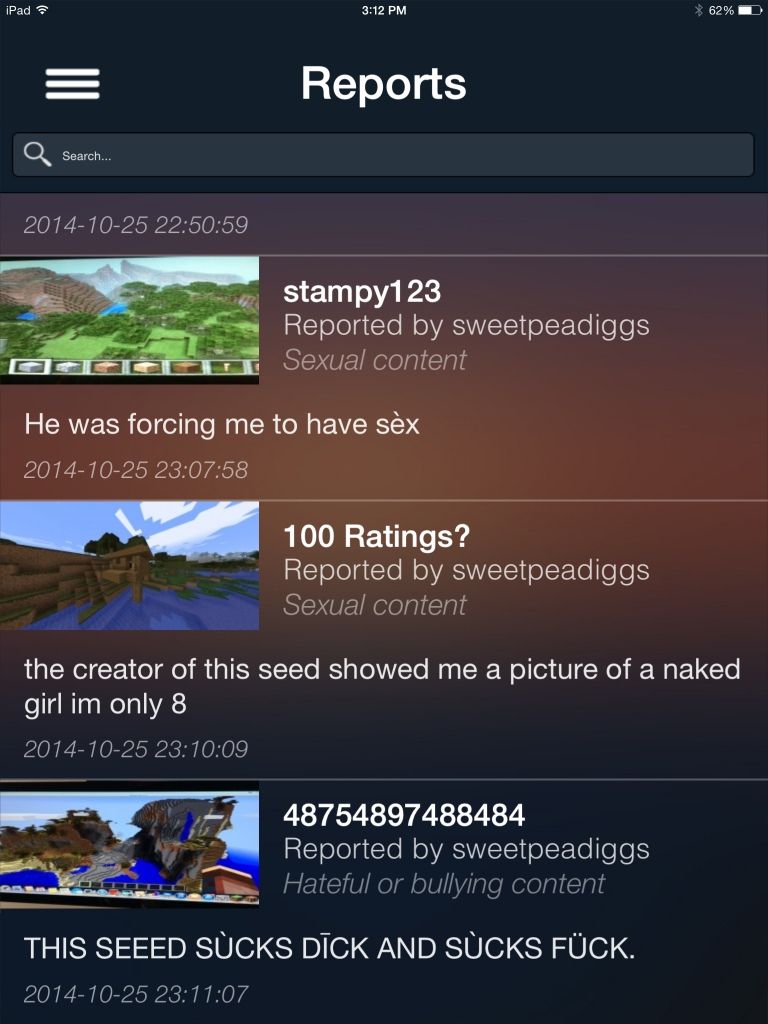 iPad 3:12 PM 62%
Reports
Search...
2014-10-25 22:50:59
stampy123
Reported by sweetpeadiggs
Sexual content
He was forcing me to have sèx
2014-10-25 23:07:58
100 Ratings?
Reported by sweetpeadiggs
Sexual content
the creator of this seed showed me a picture of a naked
girl im only 8
2014-10-25 23:10:09
48754897488484
Reported by sweetpeadiggs
Hateful or bullying content
THIS SEEED SÙCKS DĪCK AND SÙCKS FÜCK.
2014-10-25 23:11:07